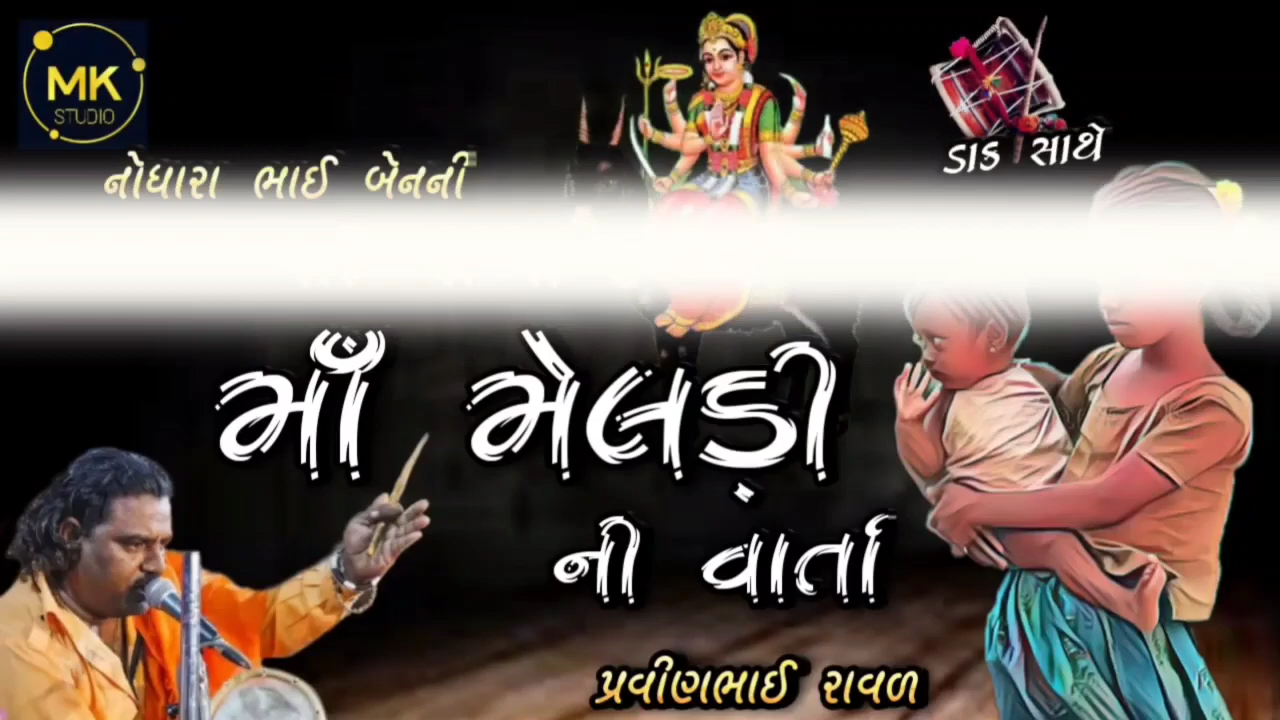 MK
STUDIO
ડાક સાથે
નોધારા ભાઈ બેનની
માઁ મેલડ઼ી
ની વાર્તા
પ્રવીણભાઈ રાવળ